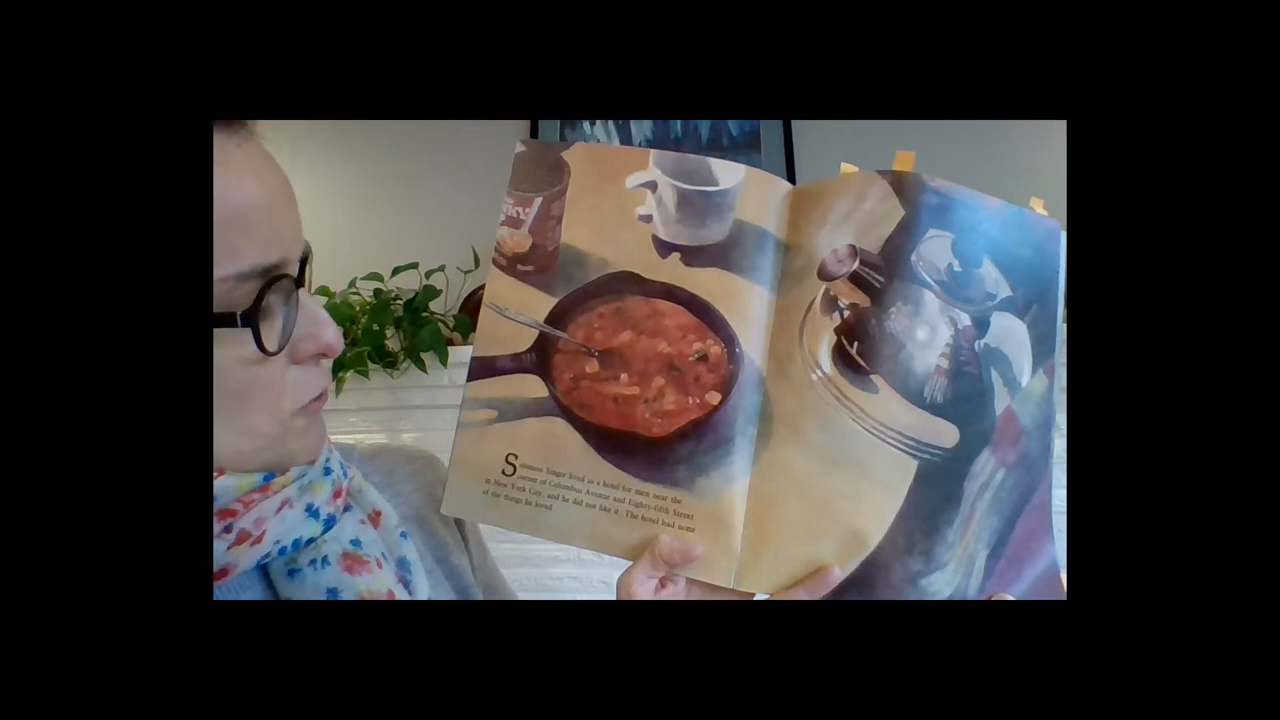 Solomon Singer lived in a hotel for men near the
corner of Columbus Avenue and Eighty-fifth Street
in New York City, and he did not like it. The hotel had none
of the things he loved.